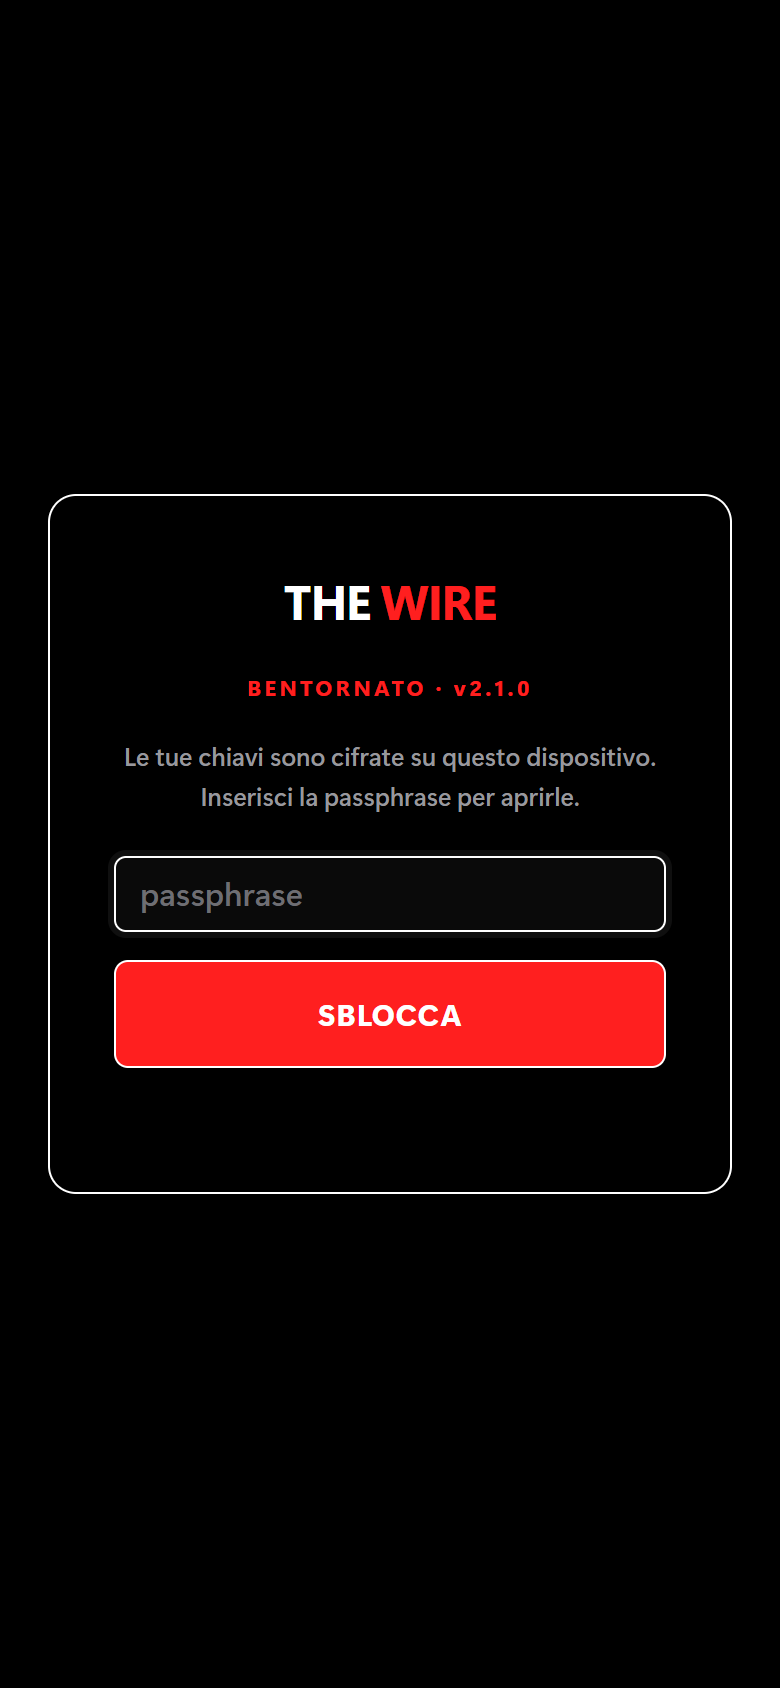 THE WIRE
BENTORNATO · v2.1.0
Le tue chiavi sono cifrate su questo dispositivo.
Inserisci la passphrase per aprirle.
passphrase
SBLOCCA